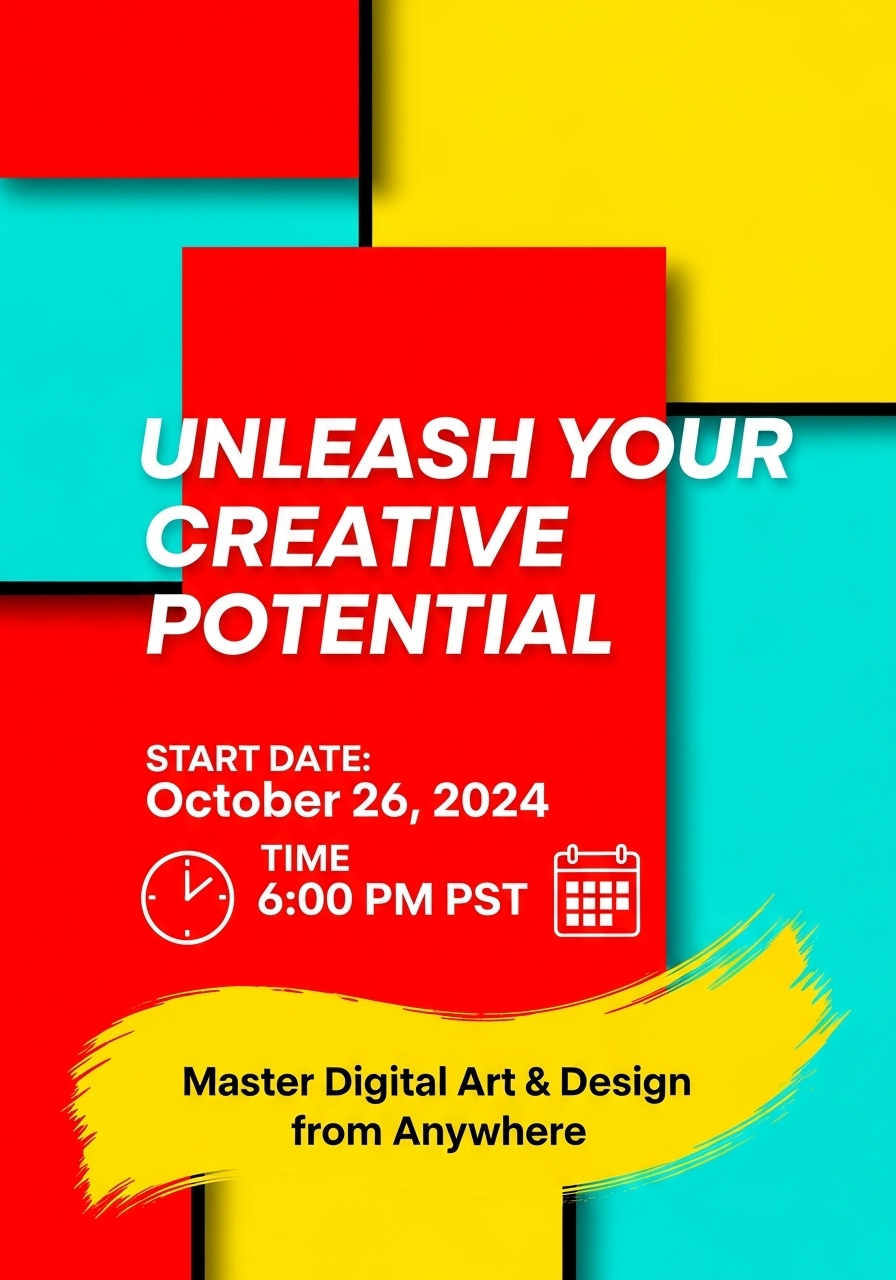 UNLEASH YOUR
CREATIVE
POTENTIAL
START DATE:
October 26, 2024
TIME
6:00 PM PST
Master Digital Art & Design
from Anywhere